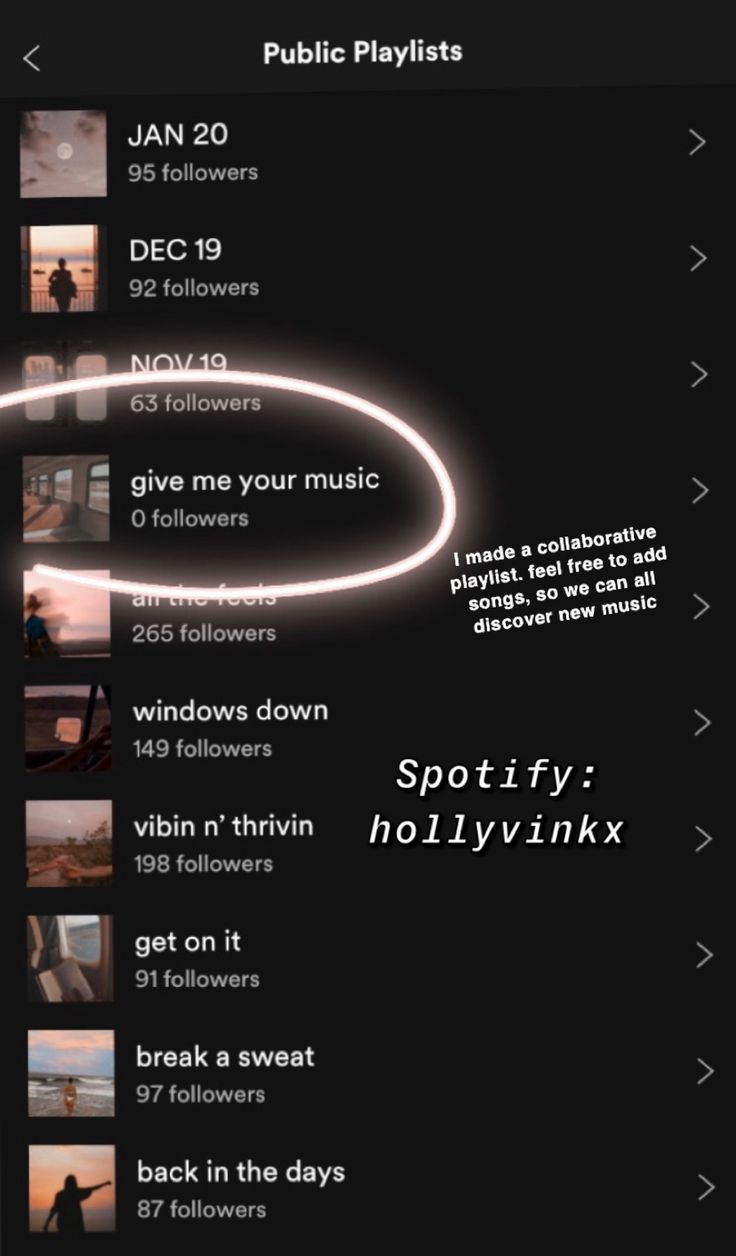 Public Playlists
JAN 20
95 followers
DEC 19
92 followers
NOV 19
63 followers
give me your music
0 followers
I made a collaborative
playlist. feel free to add
songs, so we can all
discover new music
all the feels
265 followers
windows down
149 followers
Spotify:
hollyvinkx
vibin n’ thrivin
198 followers
get on it
91 followers
break a sweat
97 followers
back in the days
87 followers